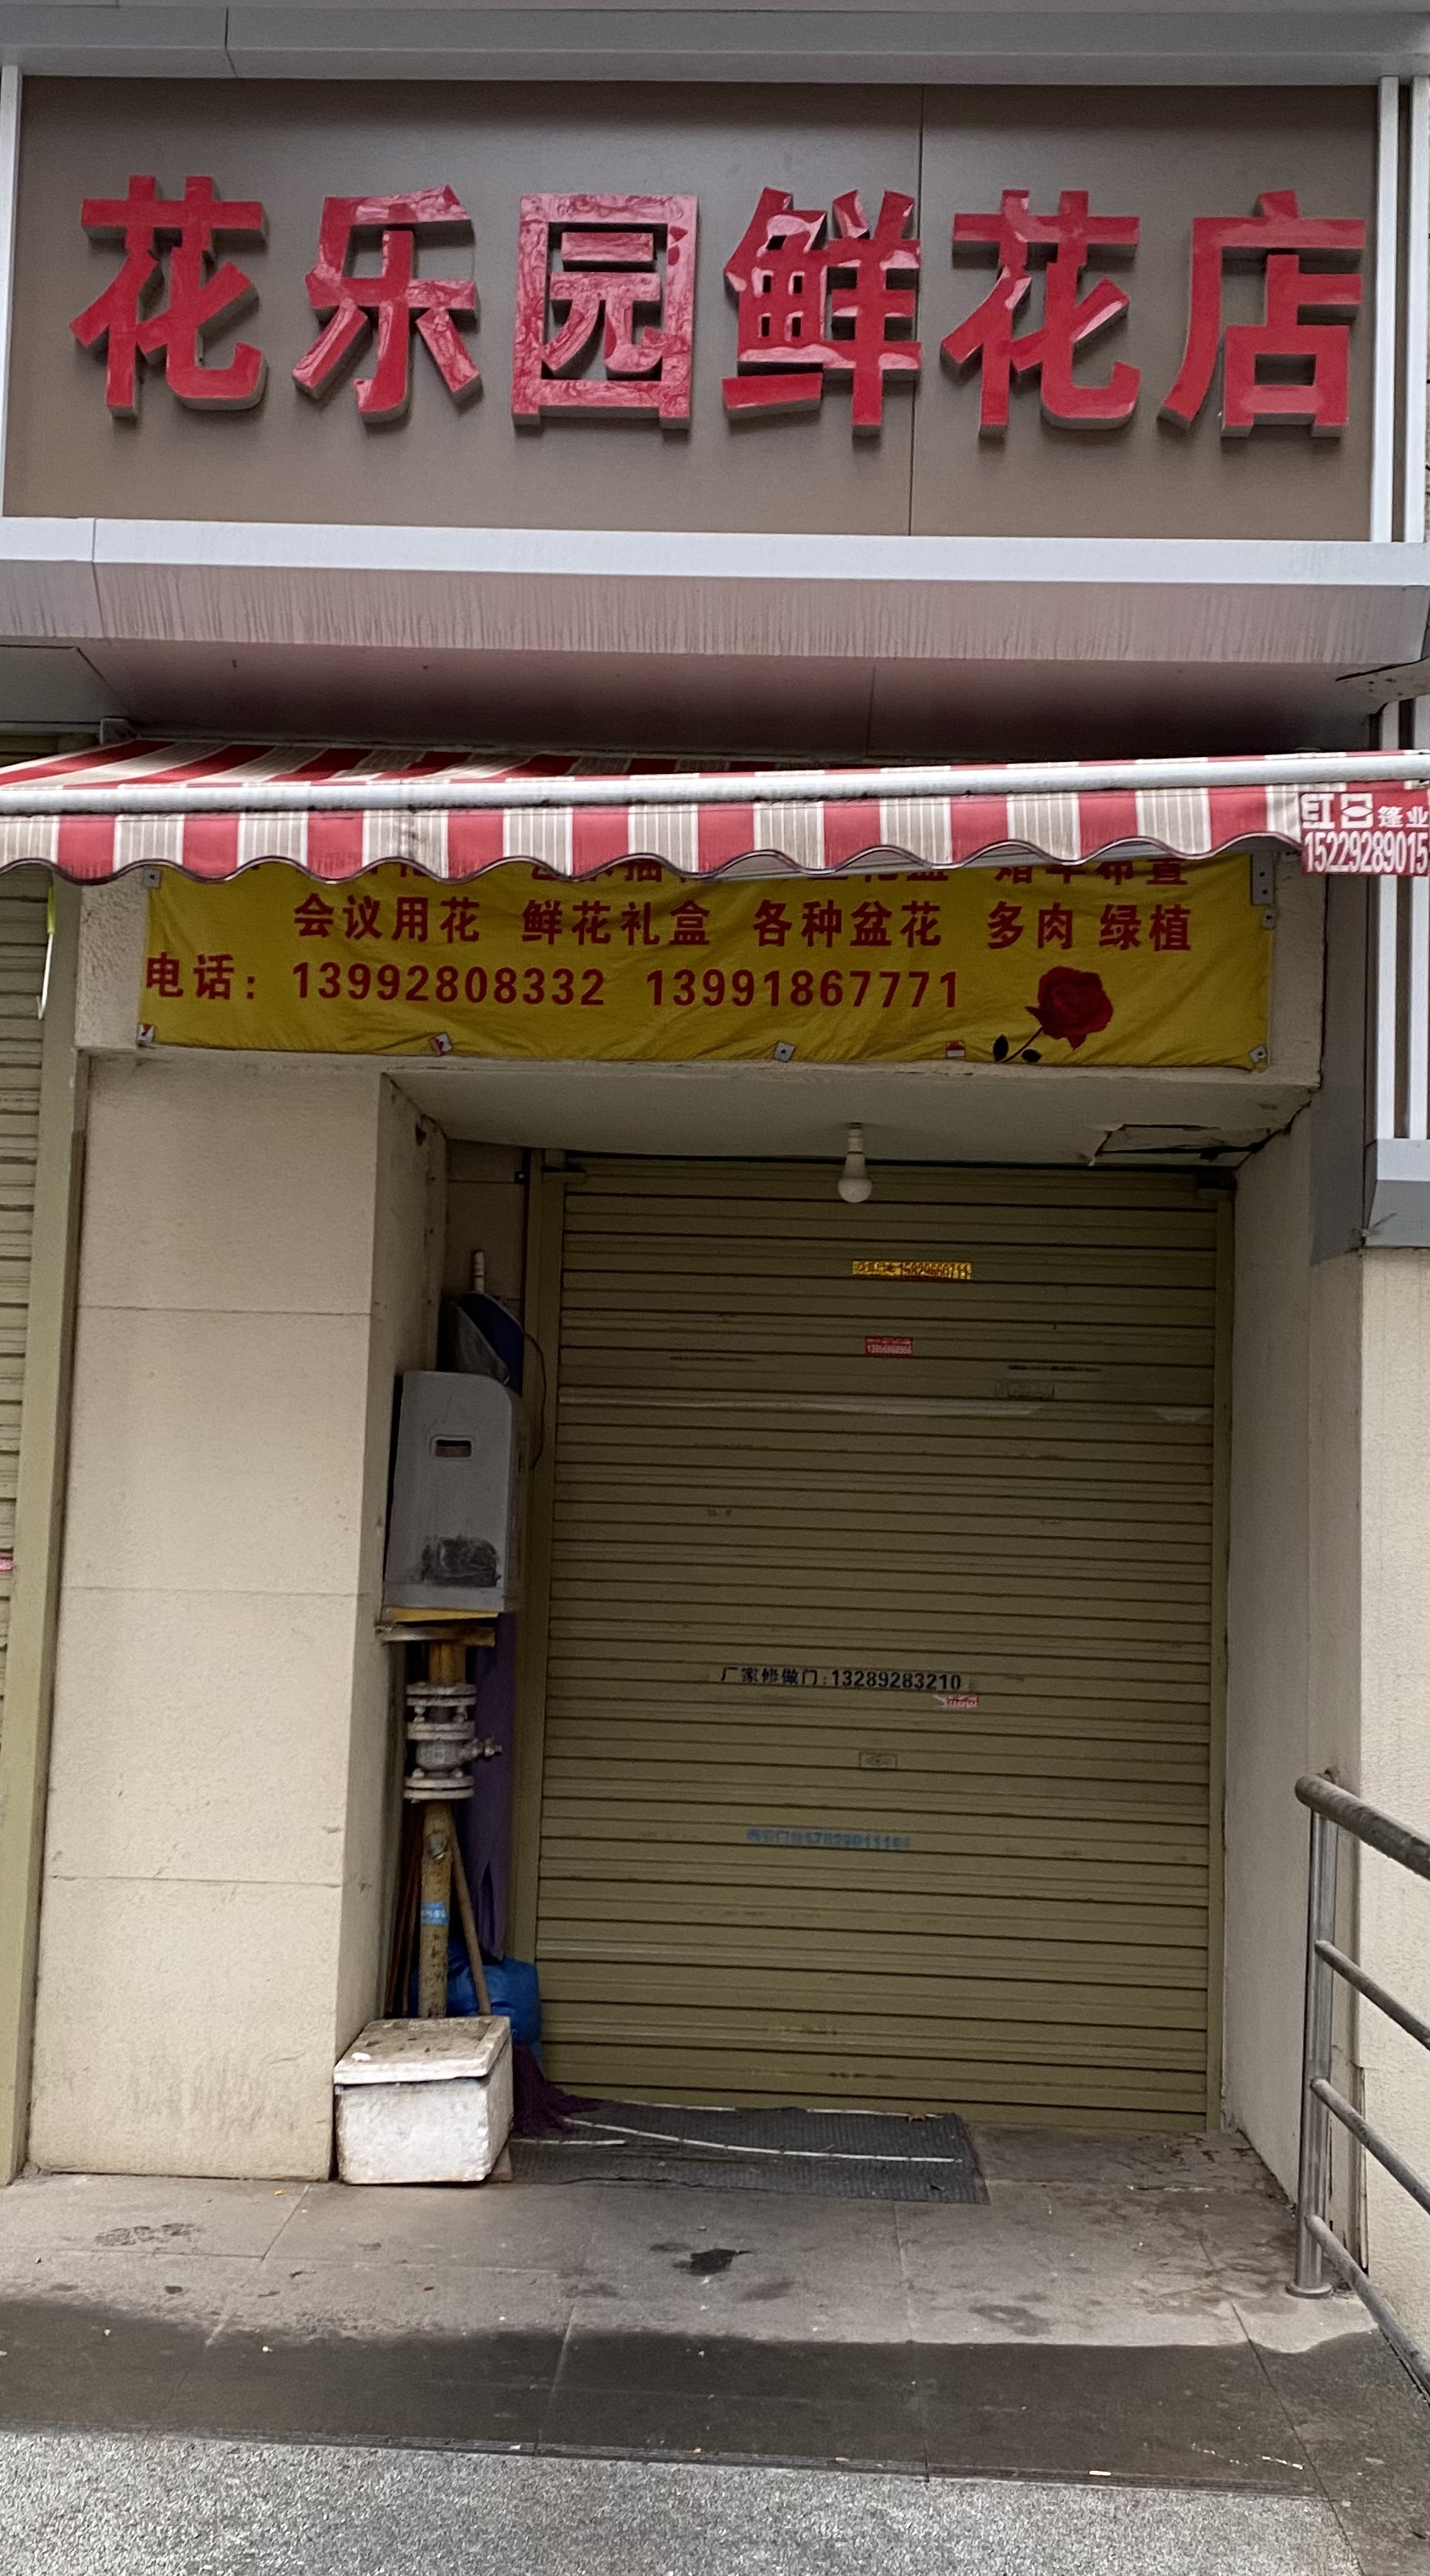 花乐园鲜花店
红日篷业
15229289015
会议用花 鲜花礼盒 各种盆花 多肉 绿植
电话: 13992808332 13991867771
厂家修做门:13289283210